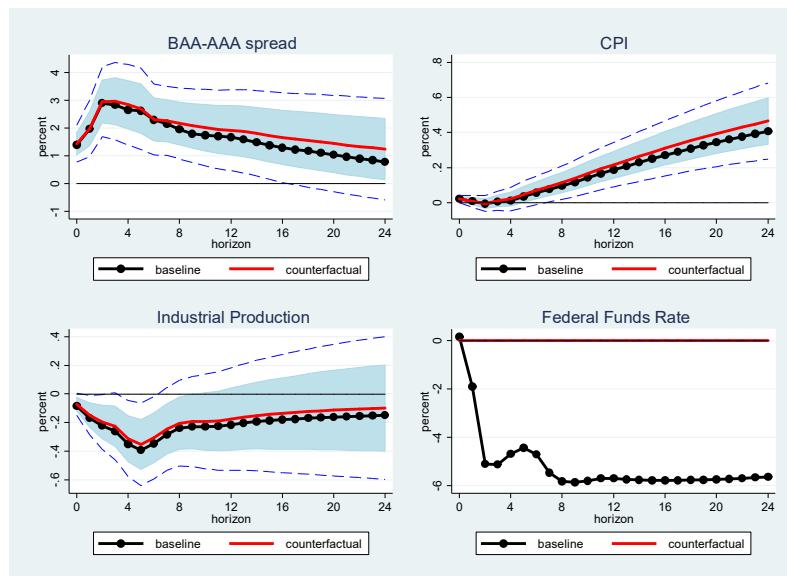 BAA-AAA spread
percent
-1 0 1 2 3 4
0 4 8 12 16 20 24
horizon
baseline counterfactual
CPI
percent
0 .2 .4 .6 .8
0 4 8 12 16 20 24
horizon
baseline counterfactual
Industrial Production
percent
-.6 -.4 -.2 0 .2 .4
0 4 8 12 16 20 24
horizon
baseline counterfactual
Federal Funds Rate
percent
-6 -4 -2 0
0 4 8 12 16 20 24
horizon
baseline counterfactual